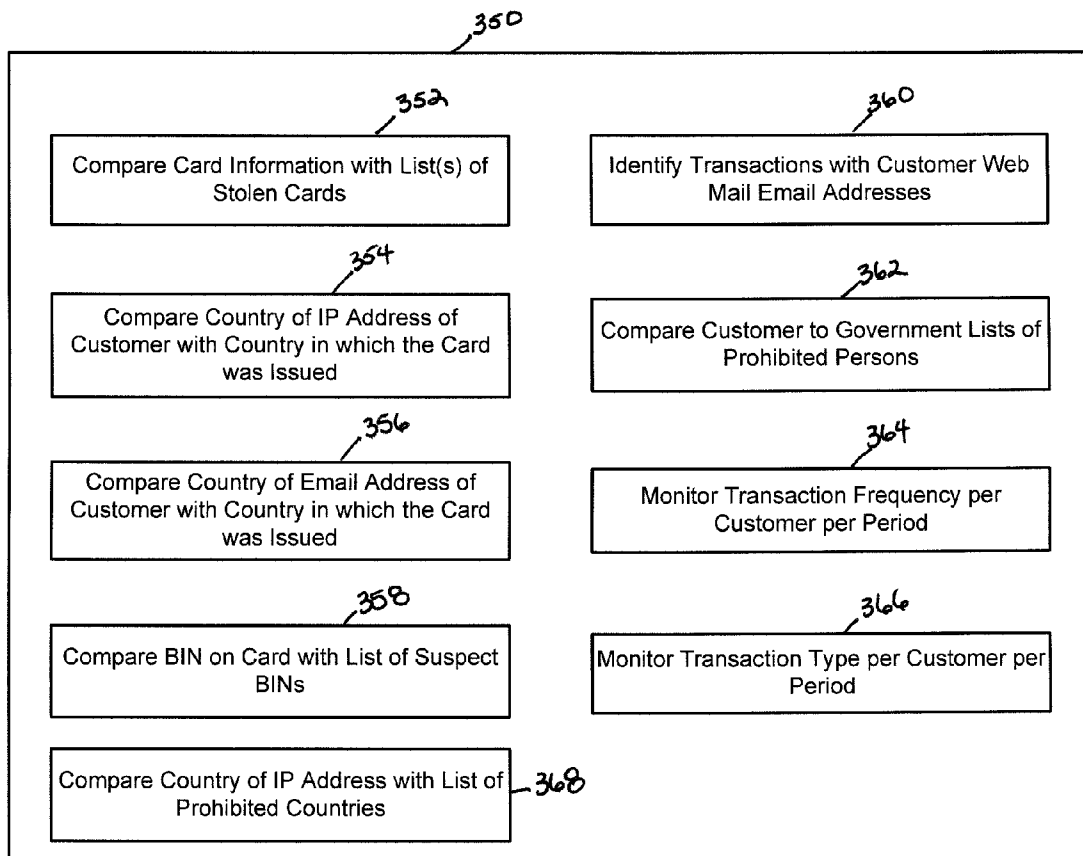 350
352
Compare Card Information with List(s) of
Stolen Cards
354
Compare Country of IP Address of
Customer with Country in which the Card
was Issued
356
Compare Country of Email Address of
Customer with Country in which the Card
was Issued
358
Compare BIN on Card with List of Suspect
BINs
Compare Country of IP Address with List of
Prohibited Countries
368
360
Identify Transactions with Customer Web
Mail Email Addresses
362
Compare Customer to Government Lists of
Prohibited Persons
364
Monitor Transaction Frequency per
Customer per Period
366
Monitor Transaction Type per Customer per
Period